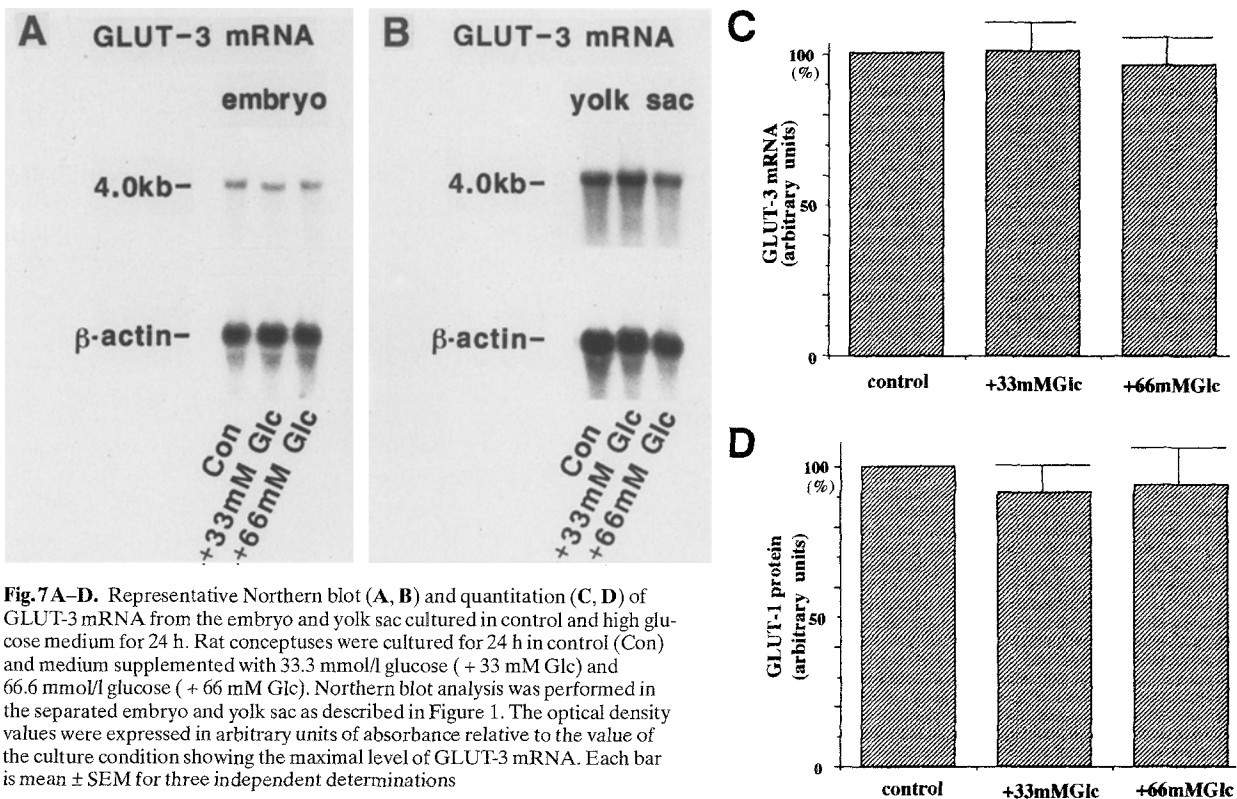 A
GLUT-3 mRNA
embryo
4.0kb-
β-actin-
Con
+33mM Glc
+66mM Glc
B
GLUT-3 mRNA
yolk sac
4.0kb-
β-actin-
Con
+33mM Glc
+66mM Glc
C
100
(%)
50
0
GLUT-3 mRNA
(arbitrary units)
control
+33mMGlc
+66mMGlc
D
100
(%)
50
0
GLUT-1 protein
(arbitrary units)
control
+33mMGlc
+66mMGlc
Fig. 7 A–D. Representative Northern blot (A, B) and quantitation (C, D) of
GLUT-3 mRNA from the embryo and yolk sac cultured in control and high glu-
cose medium for 24 h. Rat conceptuses were cultured for 24 h in control (Con)
and medium supplemented with 33.3 mmol/l glucose ( + 33 mM Glc) and
66.6 mmol/l glucose ( + 66 mM Glc). Northern blot analysis was performed in
the separated embryo and yolk sac as described in Figure 1. The optical density
values were expressed in arbitrary units of absorbance relative to the value of
the culture condition showing the maximal level of GLUT-3 mRNA. Each bar
is mean ± SEM for three independent determinations